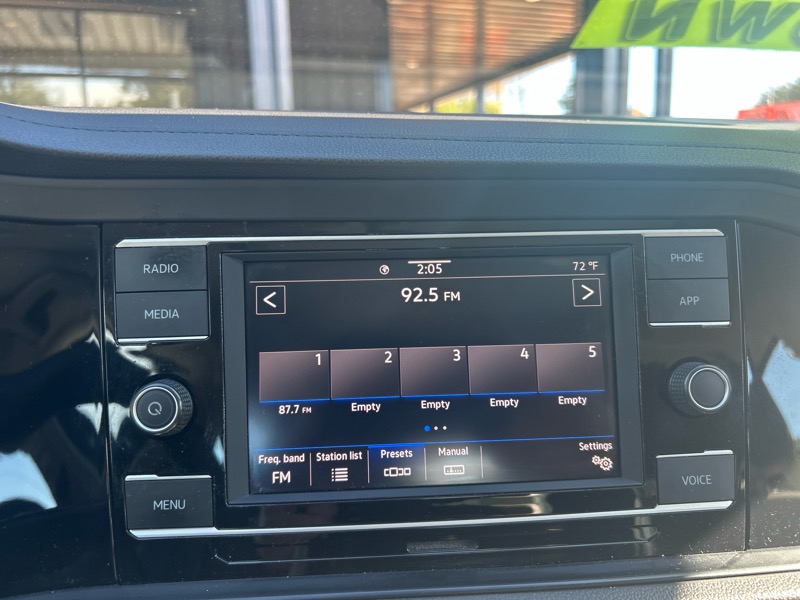 OWN
RADIO
MEDIA
MENU
PHONE
APP
VOICE
2:05
72 °F
<
92.5 FM
>
1 2 3 4 5
87.7 FM Empty Empty Empty Empty
Freq. band Station list Presets Manual Settings
FM